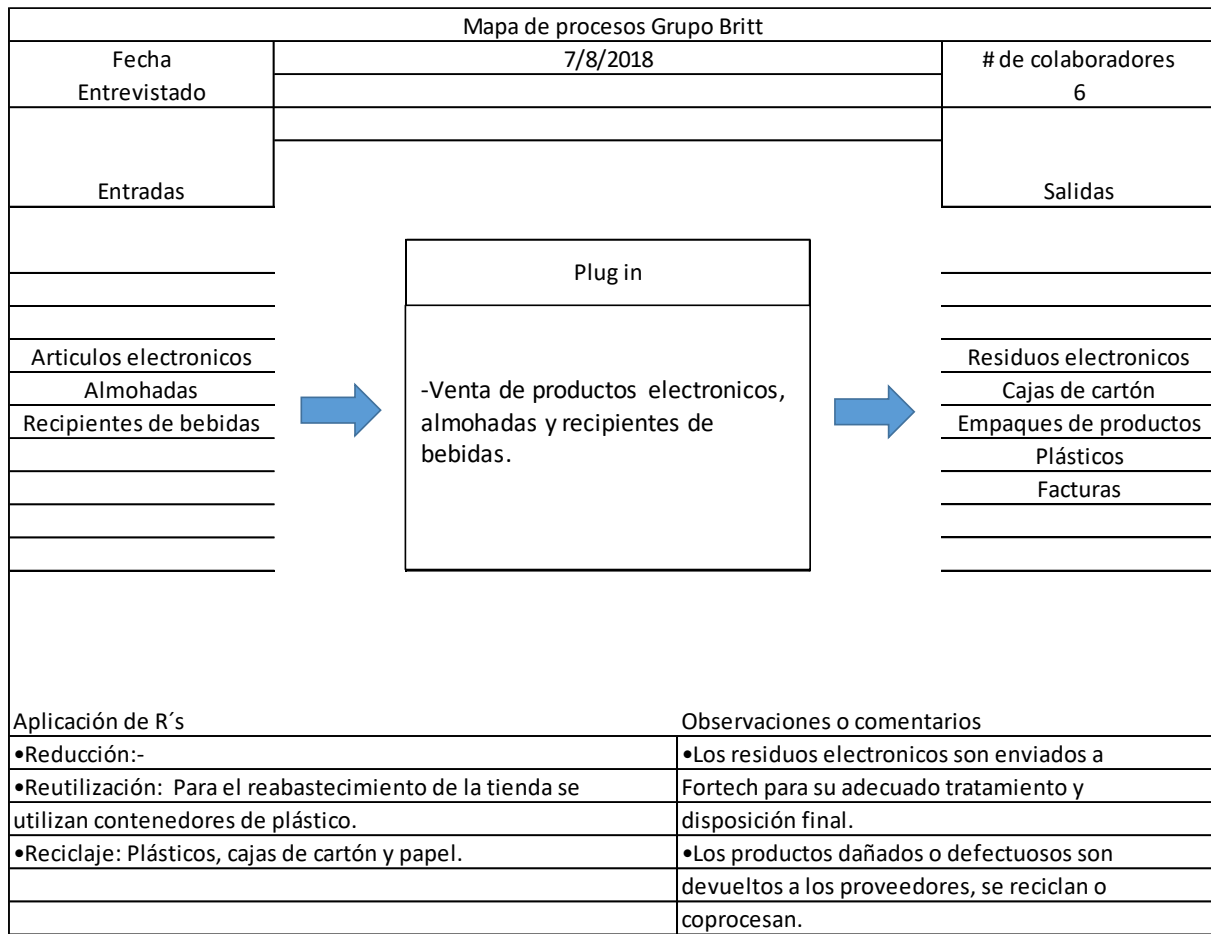 Mapa de procesos Grupo Britt
Fecha
7/8/2018
# de colaboradores
Entrevistado
6
Entradas
Salidas
Plug in
Articulos electronicos
Almohadas
Recipientes de bebidas
-Venta de productos electronicos,
almohadas y recipientes de
bebidas.
Residuos electronicos
Cajas de cartón
Empaques de productos
Plásticos
Facturas
Aplicación de R´s
•Reducción:-
•Reutilización: Para el reabastecimiento de la tienda se
utilizan contenedores de plástico.
•Reciclaje: Plásticos, cajas de cartón y papel.
Observaciones o comentarios
•Los residuos electronicos son enviados a
Fortech para su adecuado tratamiento y
disposición final.
•Los productos dañados o defectuosos son
devueltos a los proveedores, se reciclan o
coprocesan.